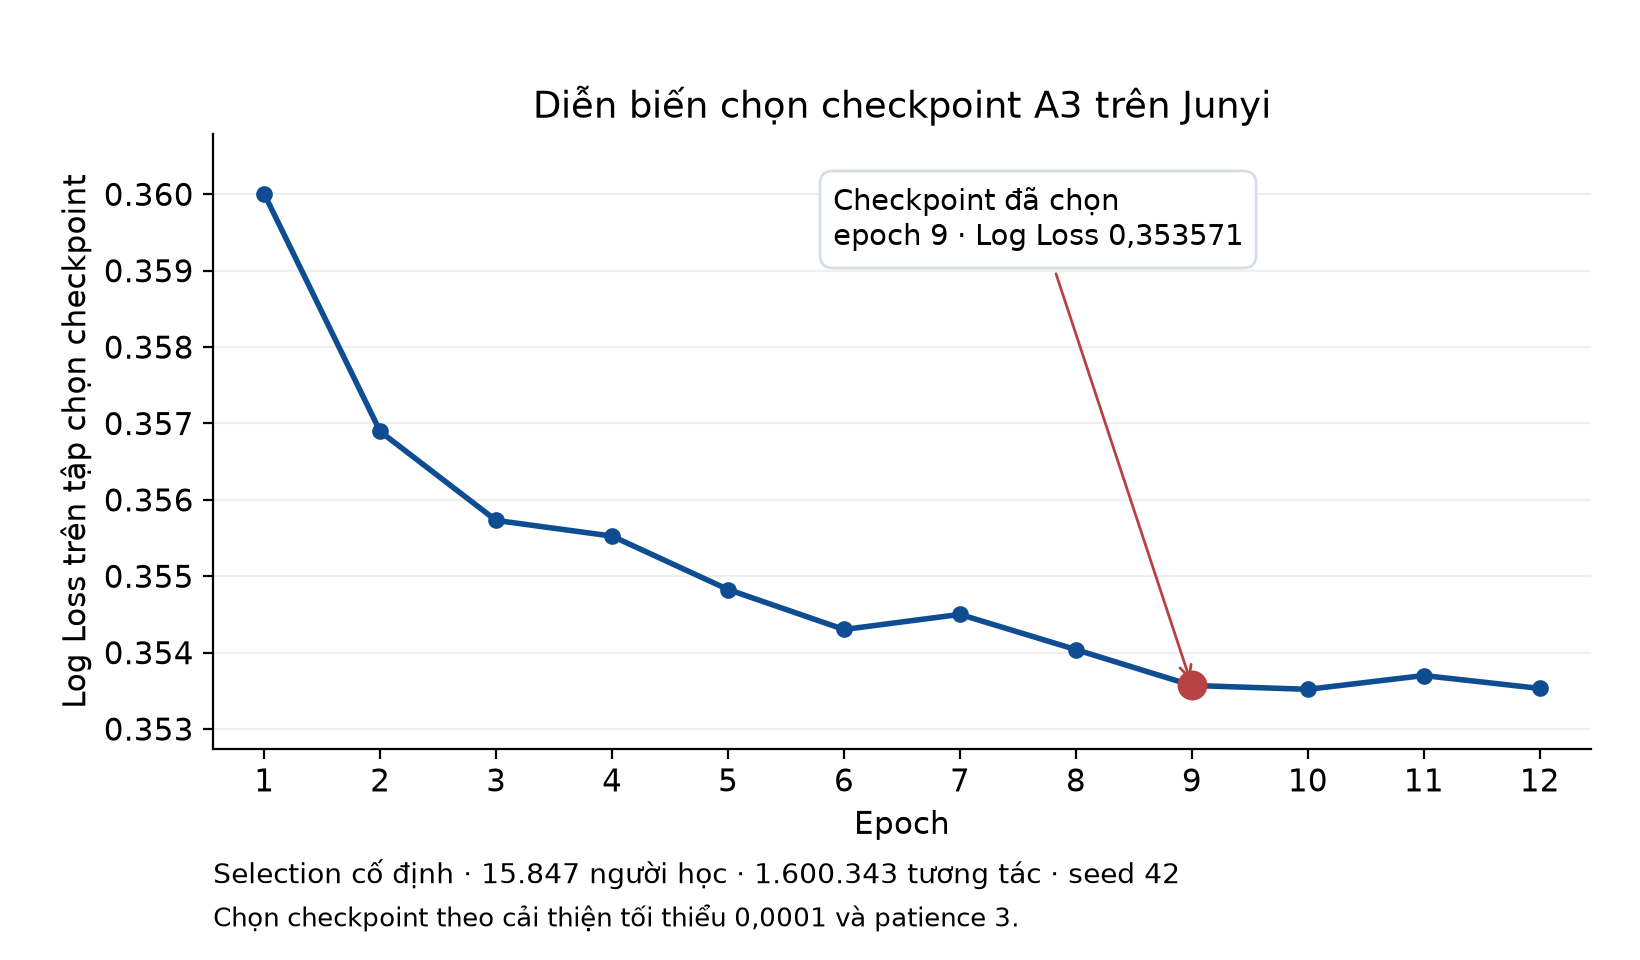 Diễn biến chọn checkpoint A3 trên Junyi
Checkpoint đã chọn
epoch 9 · Log Loss 0,353571
Log Loss trên tập chọn checkpoint
0.360
0.359
0.358
0.357
0.356
0.355
0.354
0.353
1 2 3 4 5 6 7 8 9 10 11 12
Epoch
Selection cố định · 15.847 người học · 1.600.343 tương tác · seed 42
Chọn checkpoint theo cải thiện tối thiểu 0,0001 và patience 3.